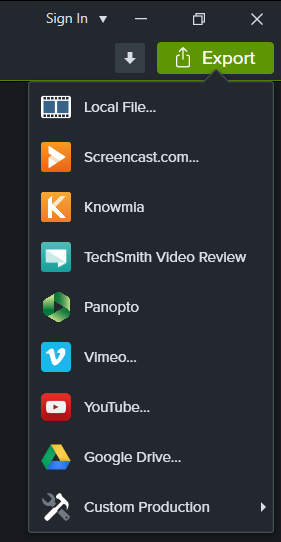 Sign In
Export
Local File...
Screencast.com...
Knowmia
TechSmith Video Review
Panopto
Vimeo...
YouTube...
Google Drive...
Custom Production